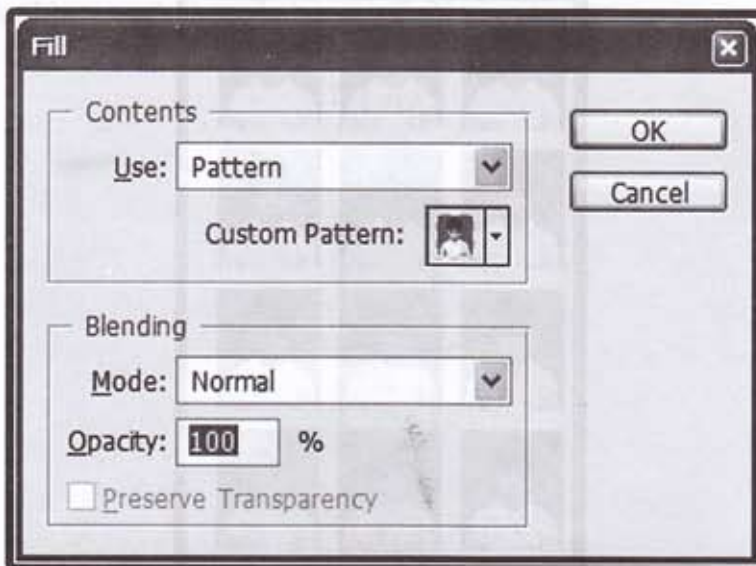 Fill
Contents
Use: Pattern
Custom Pattern:
Blending
Mode: Normal
Opacity: 100 %
Preserve Transparency
OK
Cancel